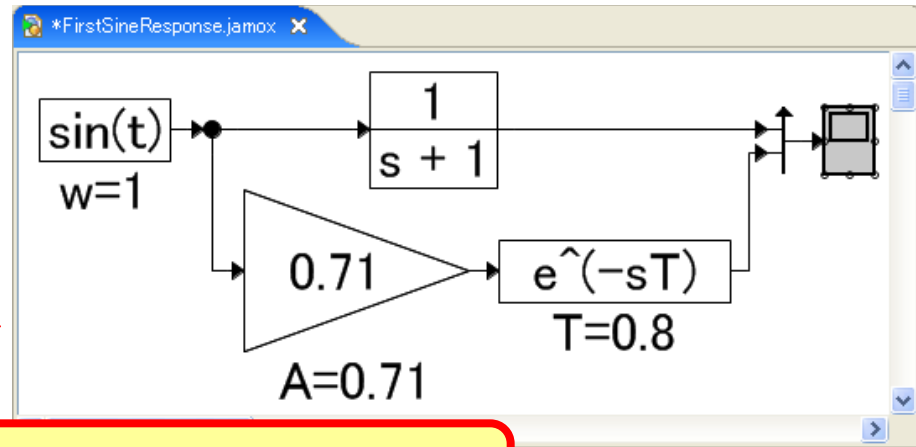 *FirstSineResponse.jamox
sin(t)
w=1
1
s + 1
0.71
A=0.71
e^(-sT)
T=0.8